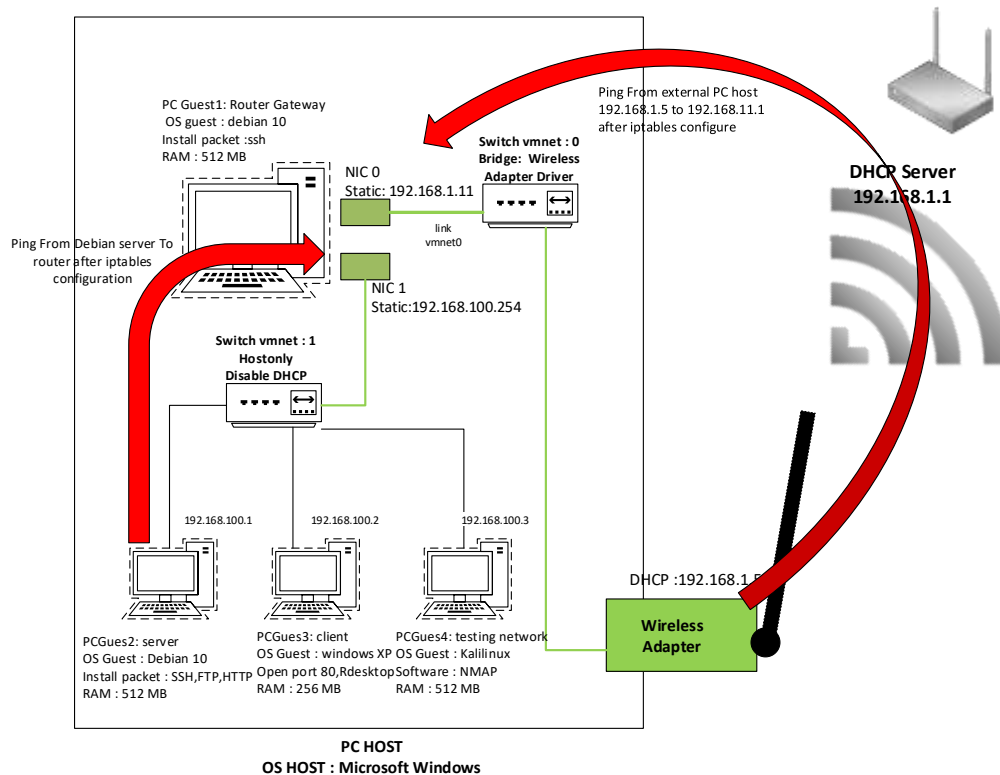 PC Guest1: Router Gateway
OS guest : debian 10
Install packet :ssh
RAM : 512 MB
NIC 0
Static: 192.168.1.11
Switch vmnet : 0
Bridge: Wireless
Adapter Driver
link
vmnet0
Ping From external PC host
192.168.1.5 to 192.168.11.1
after iptables configure
DHCP Server
192.168.1.1
Ping From Debian server To
router after iptables
configuration
NIC 1
Static:192.168.100.254
Switch vmnet : 1
Hostonly
Disable DHCP
192.168.100.1
192.168.100.2
192.168.100.3
PCGues2: server
OS Guest : Debian 10
Install packet : SSH,FTP,HTTP
RAM : 512 MB
PCGues3: client
OS Guest : windows XP
Open port 80,Rdesktop
RAM : 256 MB
PCGues4: testing network
OS Guest : Kalilinux
Software : NMAP
RAM : 512 MB
DHCP :192.168.1.5
Wireless
Adapter
PC HOST
OS HOST : Microsoft Windows